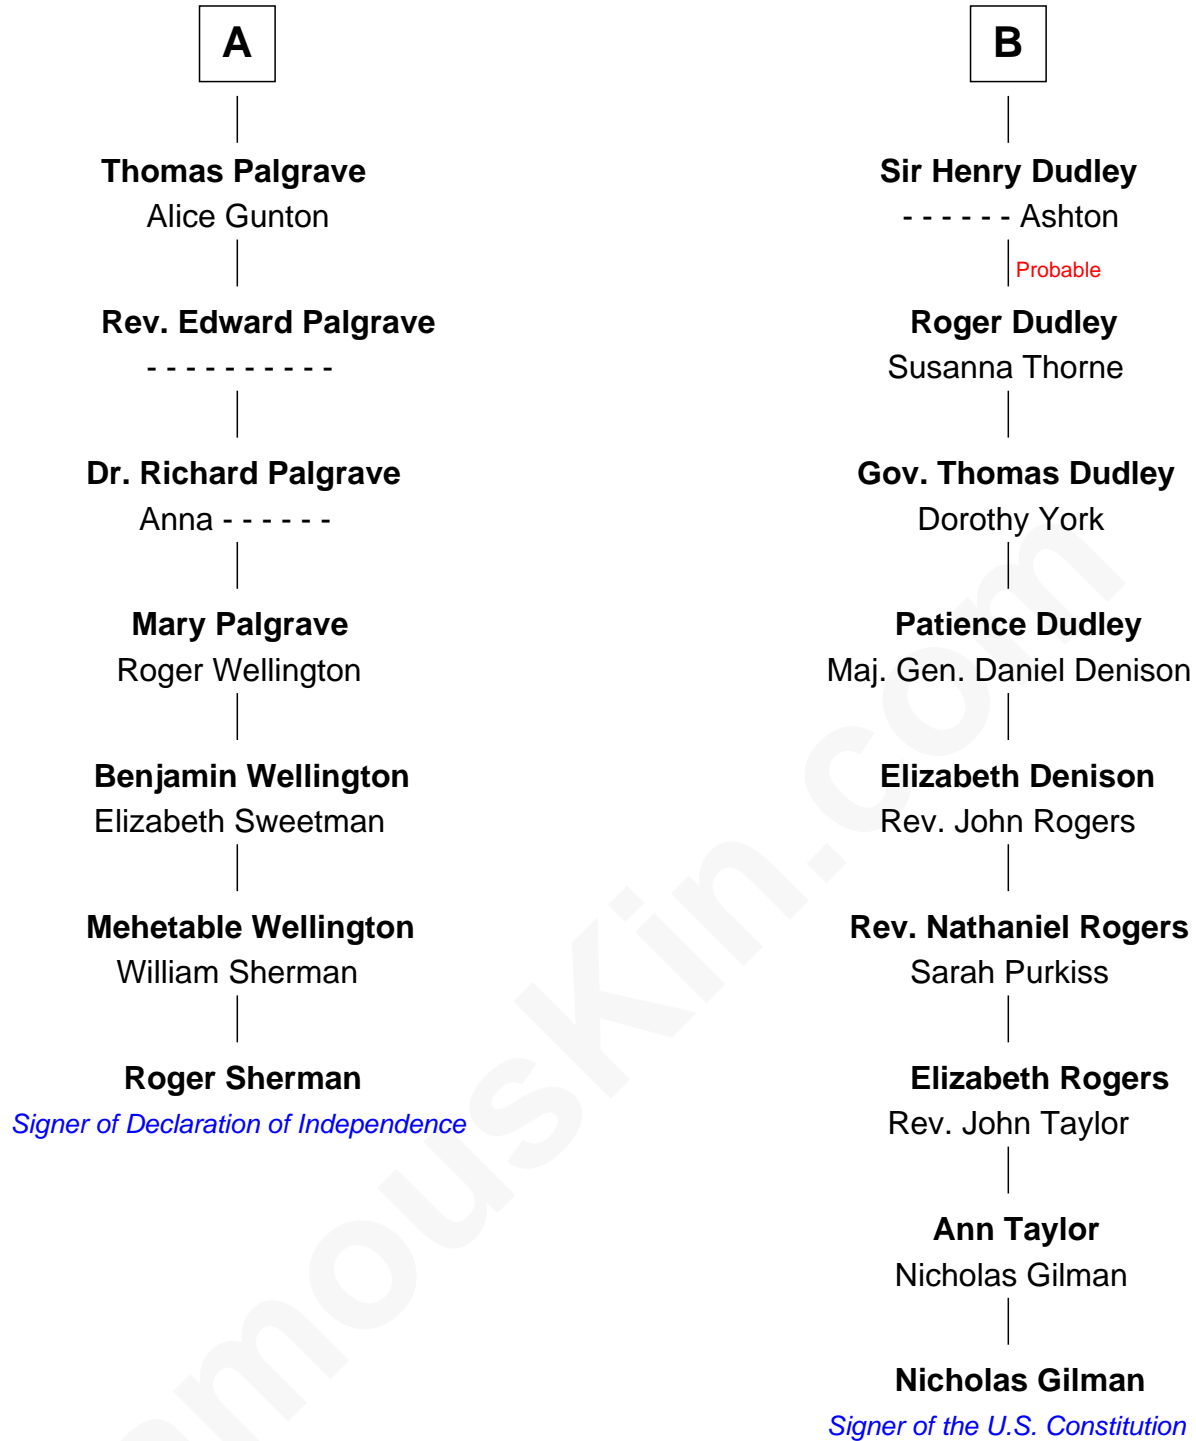 A
Thomas Palgrave
Alice Gunton
Rev. Edward Palgrave
- - - - - - - - - -
Dr. Richard Palgrave
Anna - - - - - -
Mary Palgrave
Roger Wellington
Benjamin Wellington
Elizabeth Sweetman
Mehetable Wellington
William Sherman
Roger Sherman
Signer of Declaration of Independence
B
Sir Henry Dudley
- - - - - - Ashton
Probable
Roger Dudley
Susanna Thorne
Gov. Thomas Dudley
Dorothy York
Patience Dudley
Maj. Gen. Daniel Denison
Elizabeth Denison
Rev. John Rogers
Rev. Nathaniel Rogers
Sarah Purkiss
Elizabeth Rogers
Rev. John Taylor
Ann Taylor
Nicholas Gilman
Nicholas Gilman
Signer of the U.S. Constitution
amousKin.com